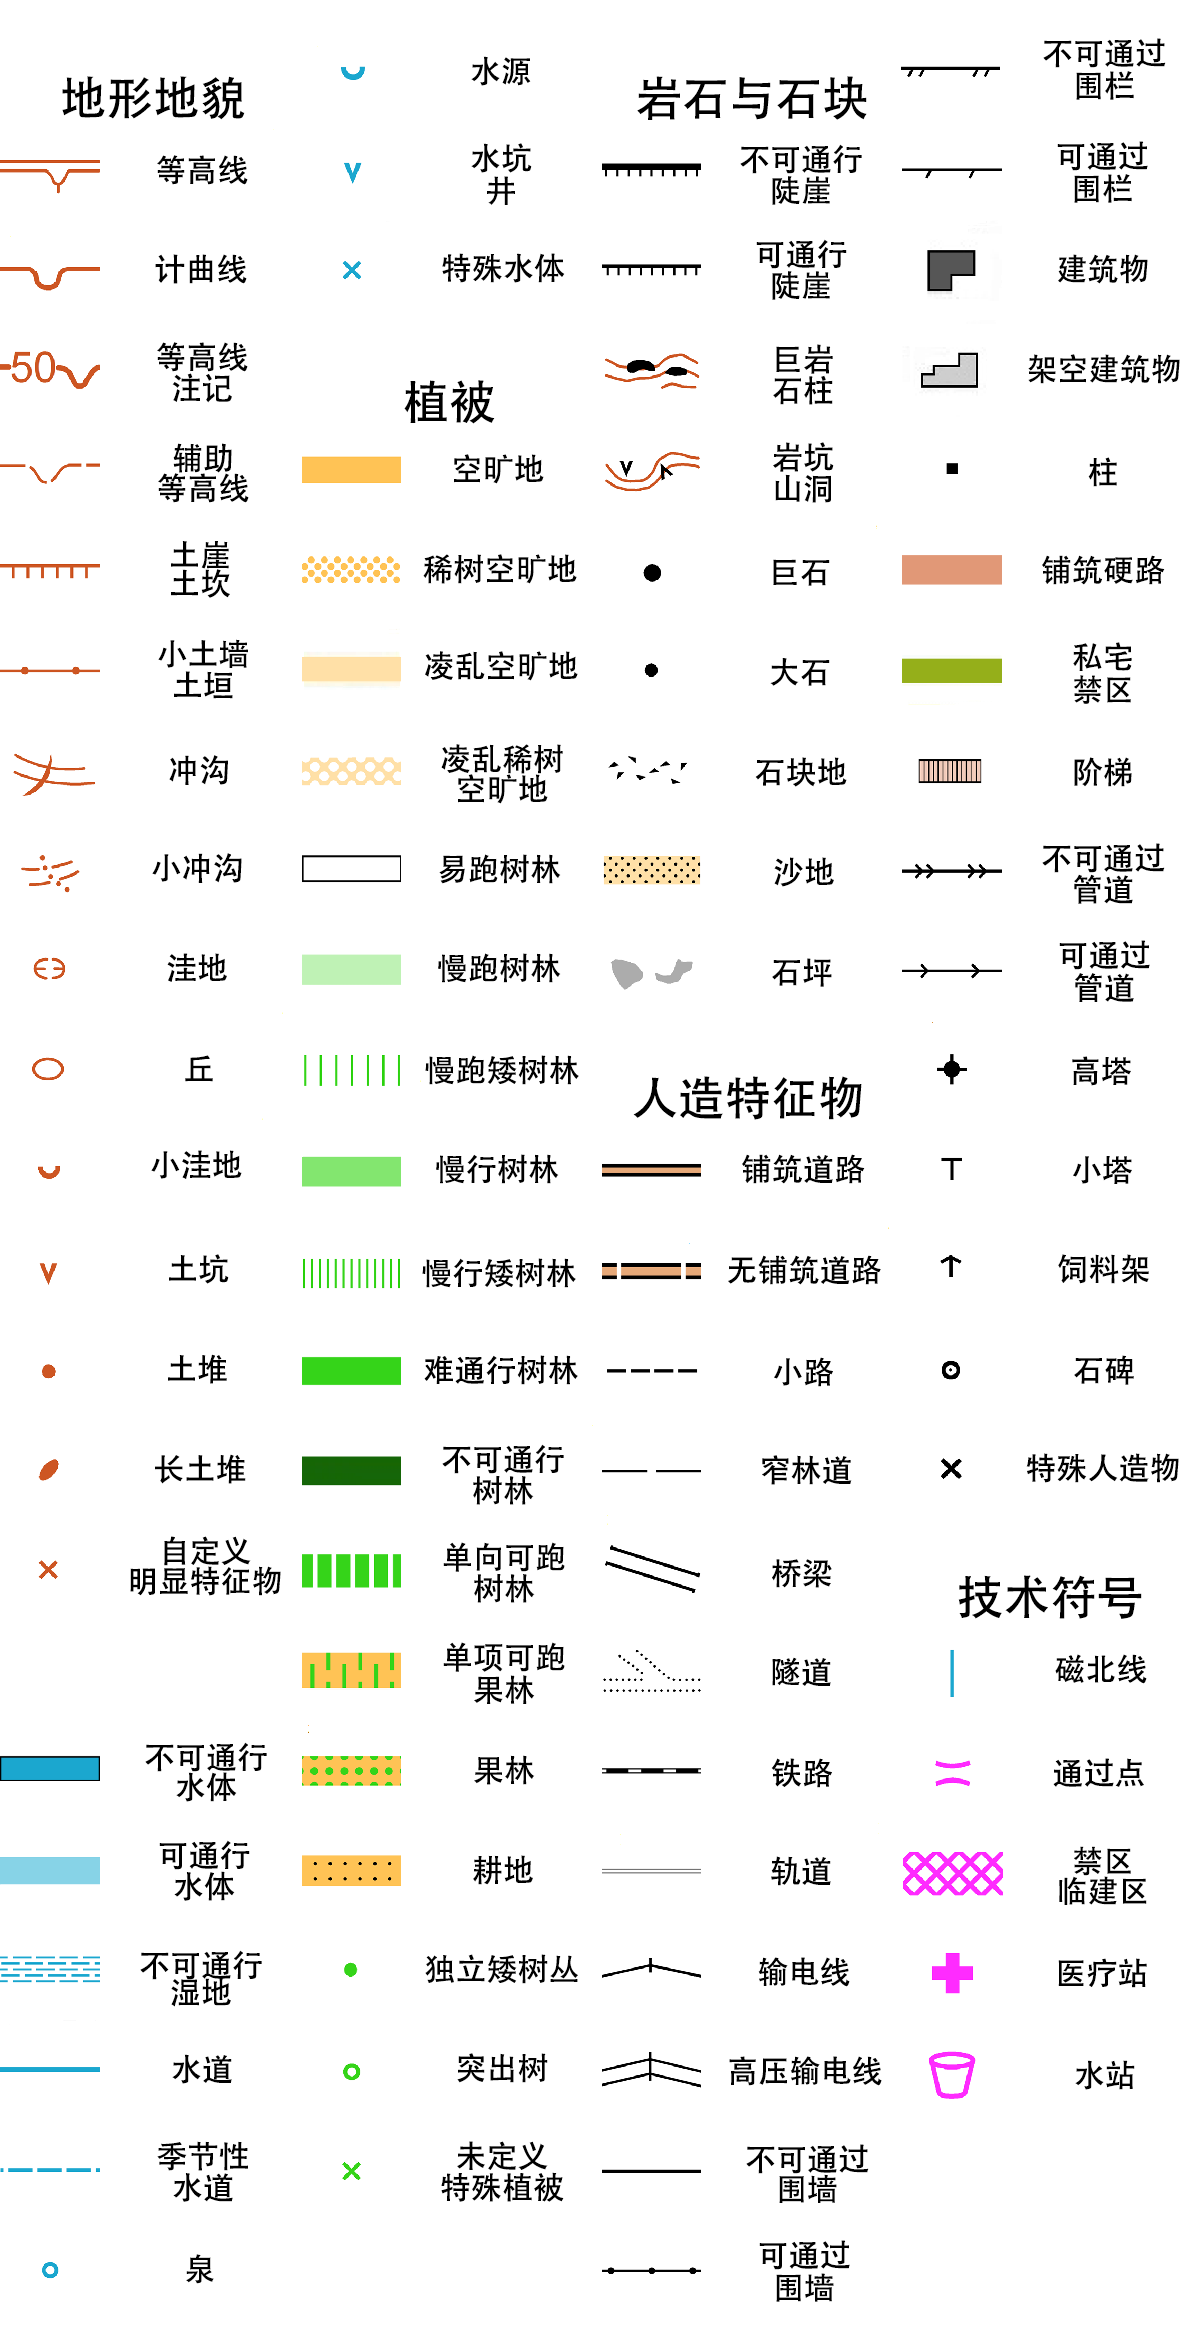 地形地貌
等高线
计曲线
50
等高线
注记
辅助
等高线
土崖
土坎
小土墙
土垣
冲沟
小冲沟
洼地
丘
小洼地
土坑
土堆
长土堆
自定义
明显特征物
不可通行
水体
可通行
水体
不可通行
湿地
水道
季节性
水道
泉
水源
水坑
井
特殊水体
植被
空旷地
稀树空旷地
凌乱空旷地
凌乱稀树
空旷地
易跑树林
慢跑树林
慢跑矮树林
慢行树林
慢行矮树林
难通行树林
不可通行
树林
单向可跑
树林
单项可跑
果林
果林
耕地
独立矮树丛
突出树
未定义
特殊植被
岩石与石块
不可通行
陡崖
可通行
陡崖
巨岩
石柱
岩坑
山洞
巨石
大石
石块地
沙地
石坪
人造特征物
铺筑道路
无铺筑道路
小路
窄林道
桥梁
隧道
铁路
轨道
输电线
高压输电线
不可通过
围墙
可通过
围墙
不可通过
围栏
可通过
围栏
建筑物
架空建筑物
柱
铺筑硬路
私宅
禁区
阶梯
不可通过
管道
可通过
管道
高塔
小塔
饲料架
石碑
特殊人造物
技术符号
磁北线
通过点
禁区
临建区
医疗站
水站